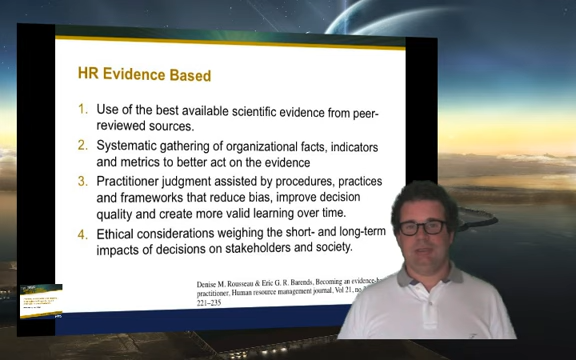 HR Evidence Based
1. Use of the best available scientific evidence from peer-
reviewed sources.
2. Systematic gathering of organizational facts, indicators
and metrics to better act on the evidence
3. Practitioner judgment assisted by procedures, practices
and frameworks that reduce bias, improve decision
quality and create more valid learning over time.
4. Ethical considerations weighing the short- and long-term
impacts of decisions on stakeholders and society.
Denise M. Rousseau & Eric G. R. Barends, Becoming an
practitioner, Human resource management journal, Vol 21,
221–235